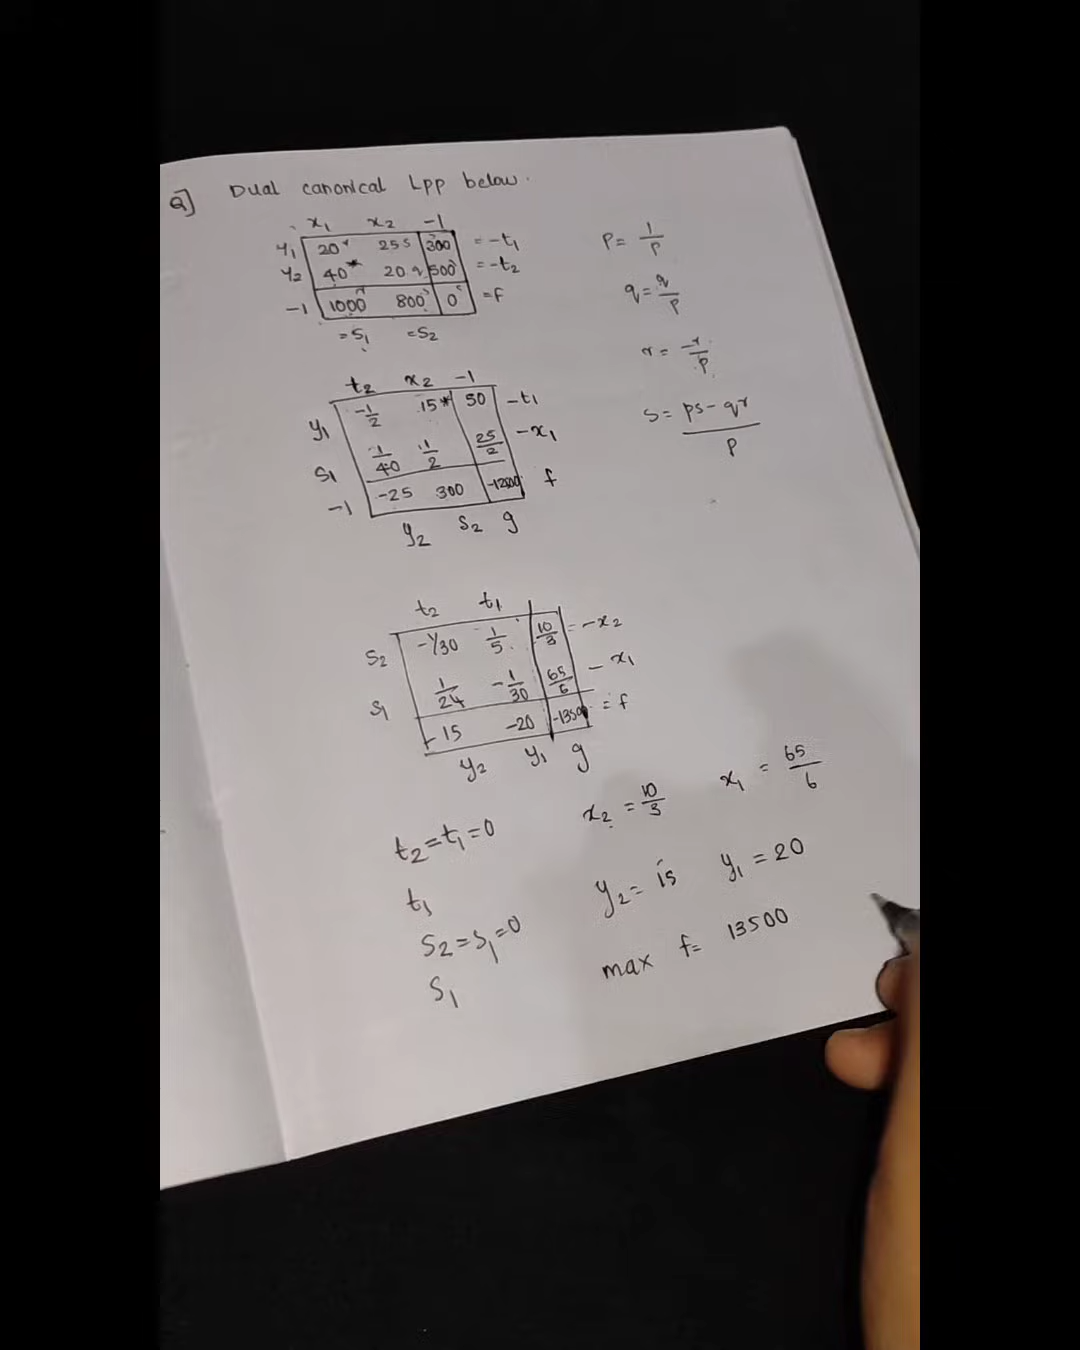 Q] Dual canonical Lpp below.
x1 x2 -1
y1 20 25 300 = -t1
y2 40* 20 500 = -t2
-1 1000 800 0 = f
= s1 = s2
P = 1/P
q = q/P
r = -r/P
s = ps - qr / P
t2 x2 -1
y1 -1/2 15* 50 - t1
s1 1/40 1/2 25/2 - x1
-1 -25 300 -12500 f
y2 s2 g
t2 t1
s2 -1/30 1/5 10/3 = -x2
s1 1/24 -1/30 65/6 - x1
-15 -20 -13500 = f
y2 y1 g
t2 = t1 = 0 x2 = 10/3 x1 = 65/6
t1 y2 = 15 y1 = 20
s2 = s1 = 0 max f = 13500
s1